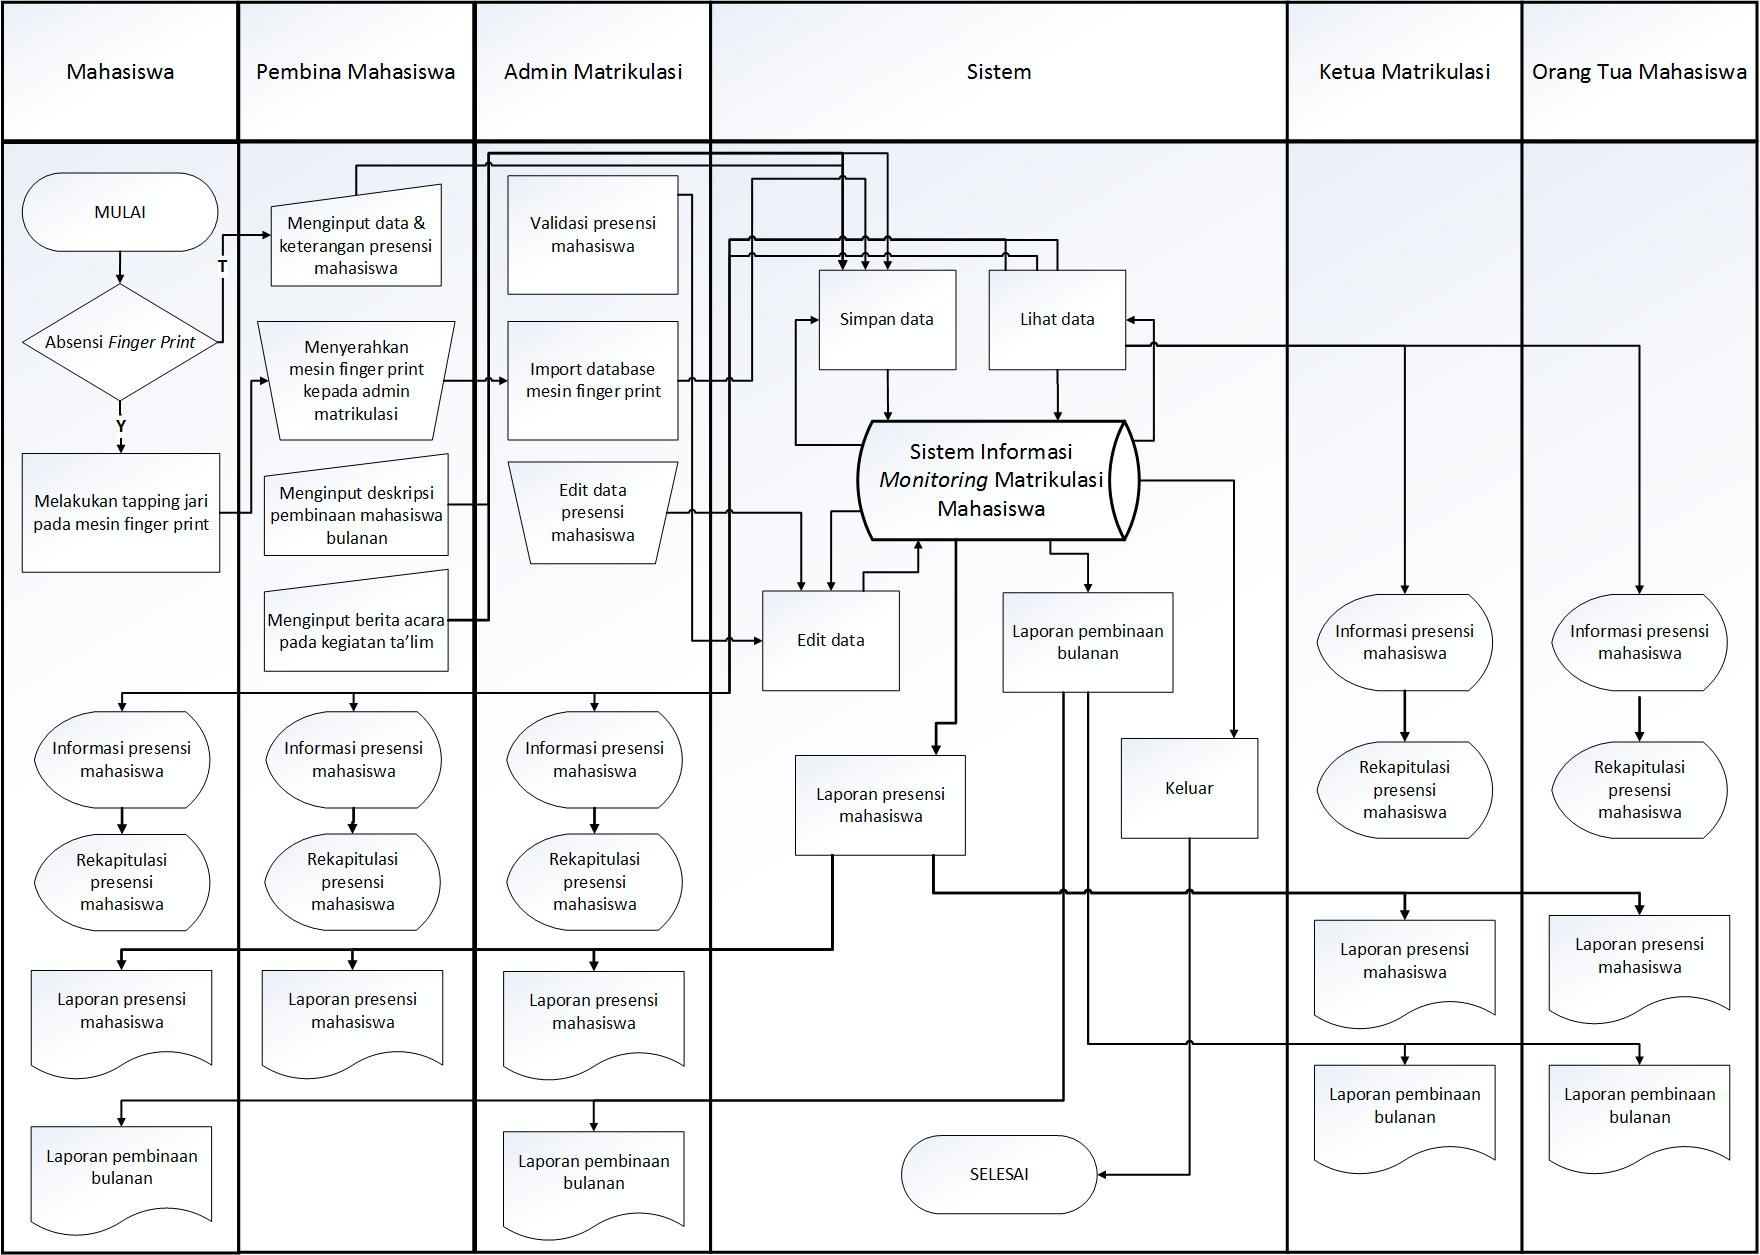 Mahasiswa
Pembina Mahasiswa
Admin Matrikulasi
Sistem
Ketua Matrikulasi
Orang Tua Mahasiswa
MULAI
Absensi Finger Print
T
Y
Melakukan tapping jari
pada mesin finger print
Informasi presensi
mahasiswa
Rekapitulasi
presensi
mahasiswa
Laporan presensi
mahasiswa
Laporan pembinaan
bulanan
Menginput data &
keterangan presensi
mahasiswa
Menyerahkan
mesin finger print
kepada admin
matrikulasi
Menginput deskripsi
pembinaan mahasiswa
bulanan
Menginput berita acara
pada kegiatan ta’lim
Informasi presensi
mahasiswa
Rekapitulasi
presensi
mahasiswa
Laporan presensi
mahasiswa
Validasi presensi
mahasiswa
Import database
mesin finger print
Edit data
presensi
mahasiswa
Informasi presensi
mahasiswa
Rekapitulasi
presensi
mahasiswa
Laporan presensi
mahasiswa
Laporan pembinaan
bulanan
Simpan data
Lihat data
Sistem Informasi
Monitoring Matrikulasi
Mahasiswa
Edit data
Laporan pembinaan
bulanan
Laporan presensi
mahasiswa
Keluar
SELESAI
Informasi presensi
mahasiswa
Rekapitulasi
presensi
mahasiswa
Laporan presensi
mahasiswa
Laporan pembinaan
bulanan
Informasi presensi
mahasiswa
Rekapitulasi
presensi
mahasiswa
Laporan presensi
mahasiswa
Laporan pembinaan
bulanan